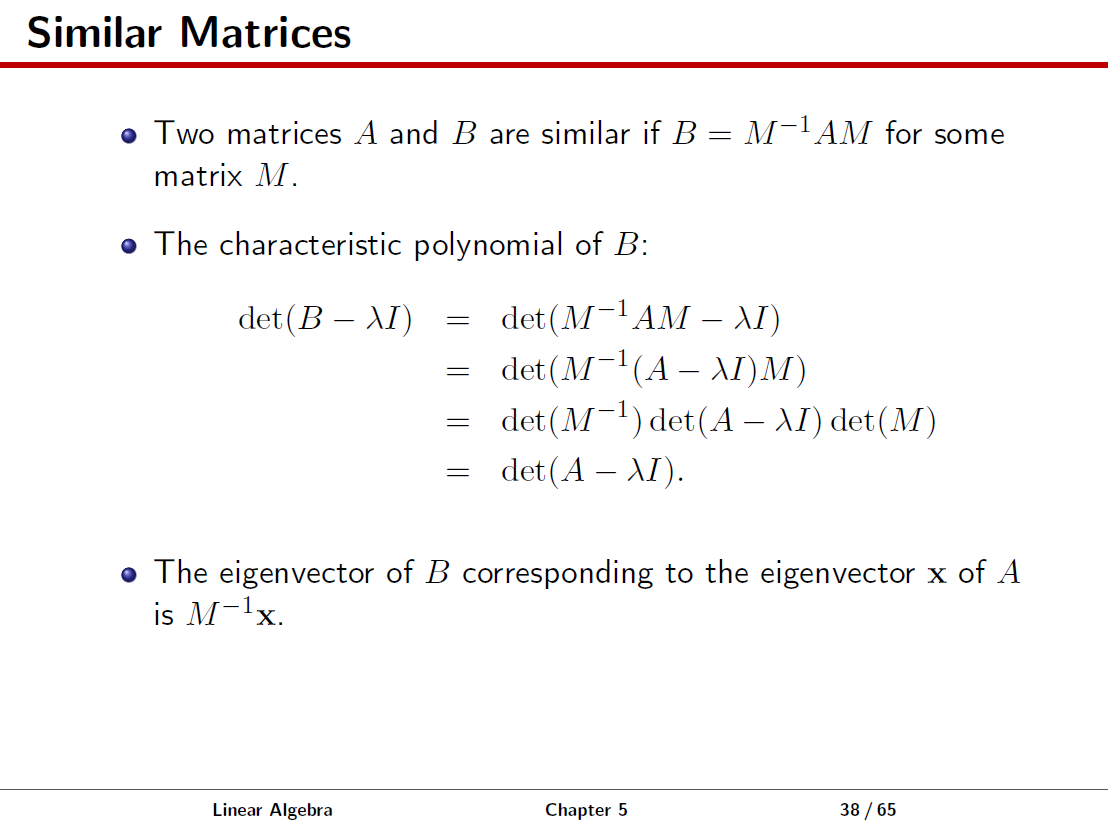 Similar Matrices
Two matrices A and B are similar if B = M⁻¹AM for some
matrix M.
The characteristic polynomial of B:
det(B − λI) = det(M⁻¹AM − λI)
= det(M⁻¹(A − λI)M)
= det(M⁻¹) det(A − λI) det(M)
= det(A − λI).
The eigenvector of B corresponding to the eigenvector x of A
is M⁻¹x.
Linear Algebra Chapter 5 38 / 65